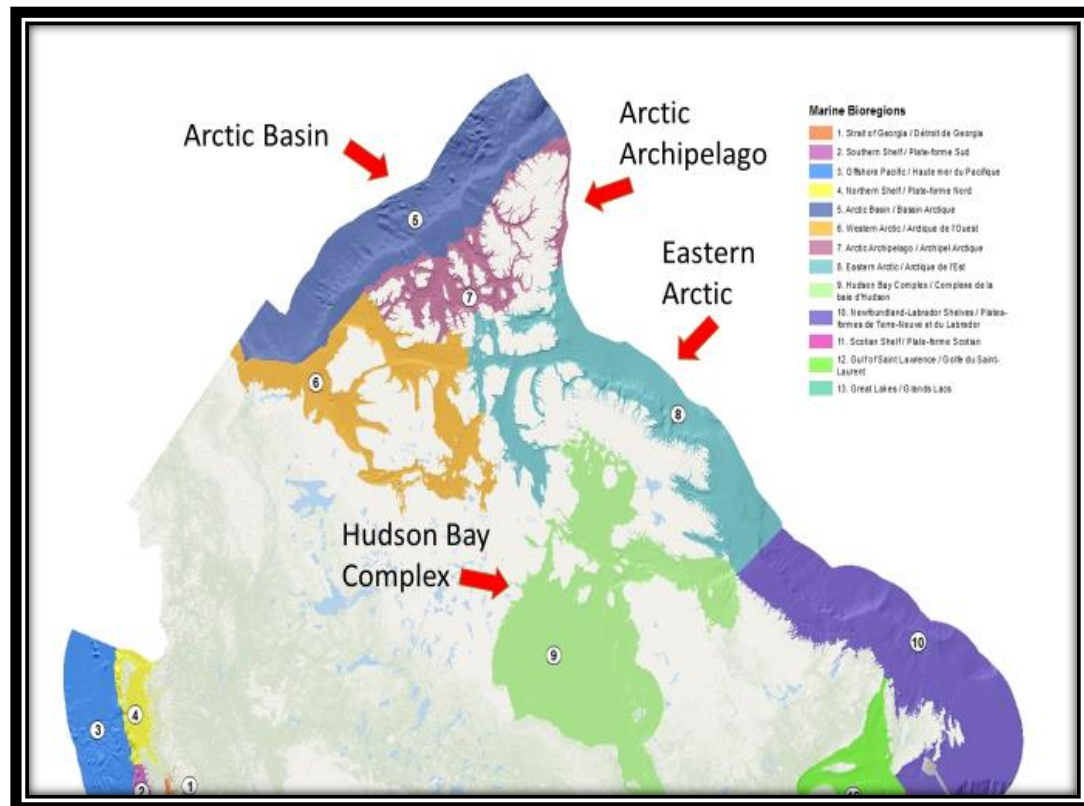 Arctic Basin
Arctic
Archipelago
Eastern
Arctic
Hudson Bay
Complex
Marine Bioregions
1. Strait of Georgia / Détroit de Georgia
2. Southern Shelf / Plate-forme Sud
3. Offshore Pacific / Haute mer du Pacifique
4. Northern Shelf / Plate-forme Nord
5. Arctic Basin / Bassin Arctique
6. Western Arctic / Arctique de l'Ouest
7. Arctic Archipelago / Archipel Arctique
8. Eastern Arctic / Arctique de l'Est
9. Hudson Bay Complex / Complexe de la
baie d'Hudson
10. Newfoundland-Labrador Shelves / Plates-
formes de Terre-Neuve et du Labrador
11. Scotian Shelf / Plate-forme Scotian
12. Gulf of Saint Lawrence / Golfe du Saint-
Laurent
13. Great Lakes / Grands Lacs
5
7
6
8
9
10
3
4
2
1